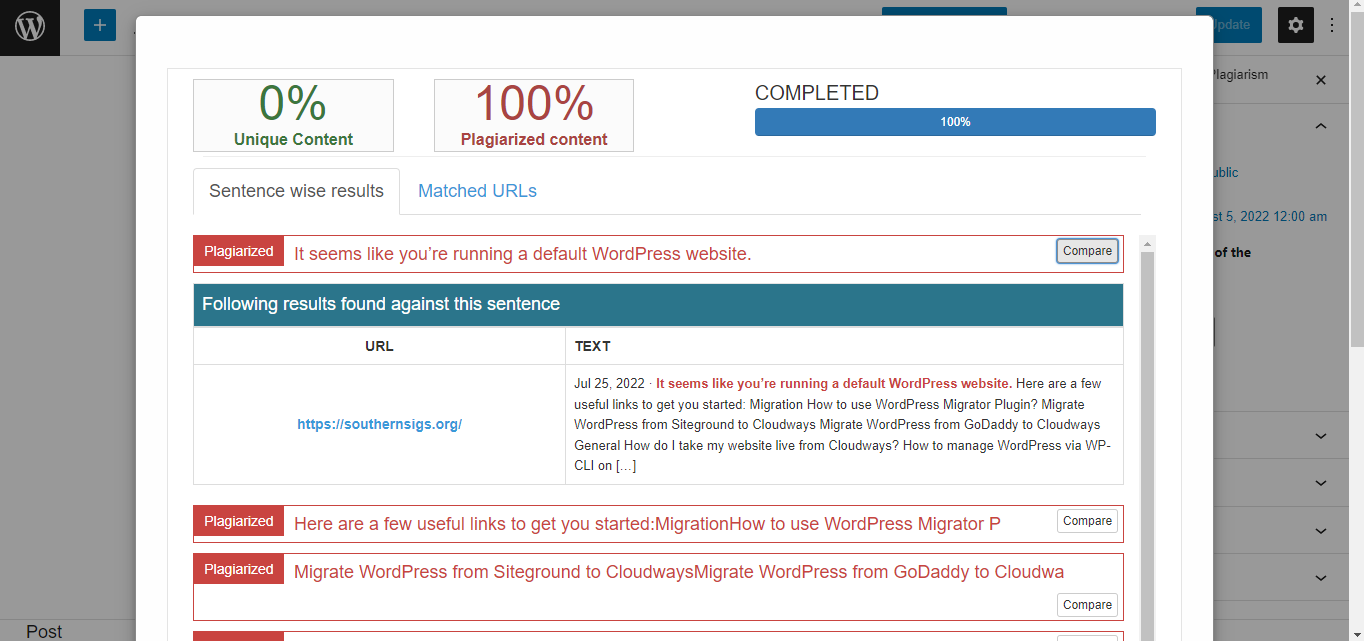 0%
Unique Content
100%
Plagiarized content
COMPLETED
100%
Sentence wise results
Matched URLs
Plagiarized
It seems like you’re running a default WordPress website.
Compare
Following results found against this sentence
URL
TEXT
https://southernsigs.org/
Jul 25, 2022 · It seems like you’re running a default WordPress website. Here are a few
useful links to get you started: Migration How to use WordPress Migrator Plugin? Migrate
WordPress from Siteground to Cloudways Migrate WordPress from GoDaddy to Cloudways
General How do I take my website live from Cloudways? How to manage WordPress via WP-
CLI on […]
Plagiarized
Here are a few useful links to get you started:MigrationHow to use WordPress Migrator P
Compare
Plagiarized
Migrate WordPress from Siteground to CloudwaysMigrate WordPress from GoDaddy to Cloudwa
Compare
Update
Plagiarism
ublic
st 5, 2022 12:00 am
of the
Post